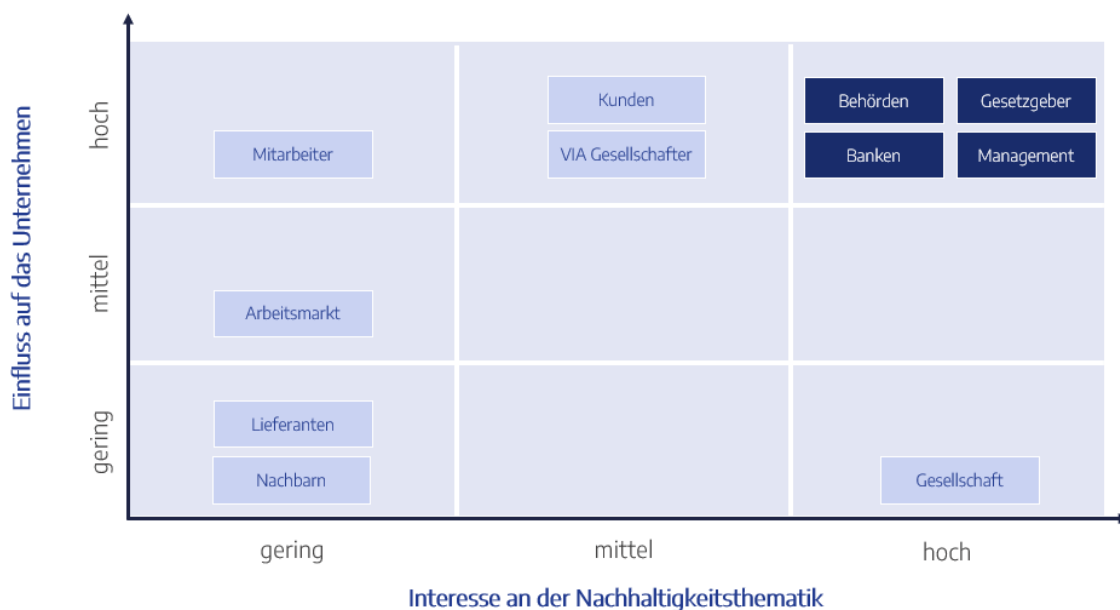 Einfluss auf das Unternehmen
hoch
Kunden
Behörden
Gesetzgeber
Mitarbeiter
VIA Gesellschafter
Banken
Management
mittel
Arbeitsmarkt
gering
Lieferanten
Nachbarn
Gesellschaft
gering
mittel
hoch
Interesse an der Nachhaltigkeitsthematik